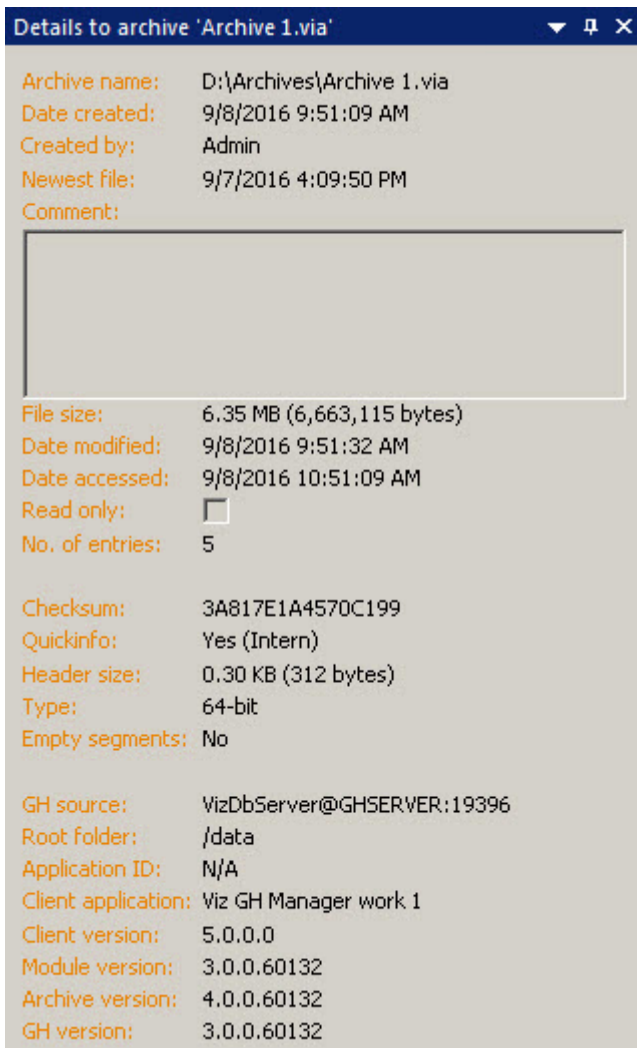 Details to archive 'Archive 1.via'
Archive name: D:\Archives\Archive 1.via
Date created: 9/8/2016 9:51:09 AM
Created by: Admin
Newest file: 9/7/2016 4:09:50 PM
Comment:
File size: 6.35 MB (6,663,115 bytes)
Date modified: 9/8/2016 9:51:32 AM
Date accessed: 9/8/2016 10:51:09 AM
Read only:
No. of entries: 5
Checksum: 3A817E1A4570C199
Quickinfo: Yes (Intern)
Header size: 0.30 KB (312 bytes)
Type: 64-bit
Empty segments: No
GH source: VizDbServer@GHSERVER:19396
Root folder: /data
Application ID: N/A
Client application: Viz GH Manager work 1
Client version: 5.0.0.0
Module version: 3.0.0.60132
Archive version: 4.0.0.60132
GH version: 3.0.0.60132